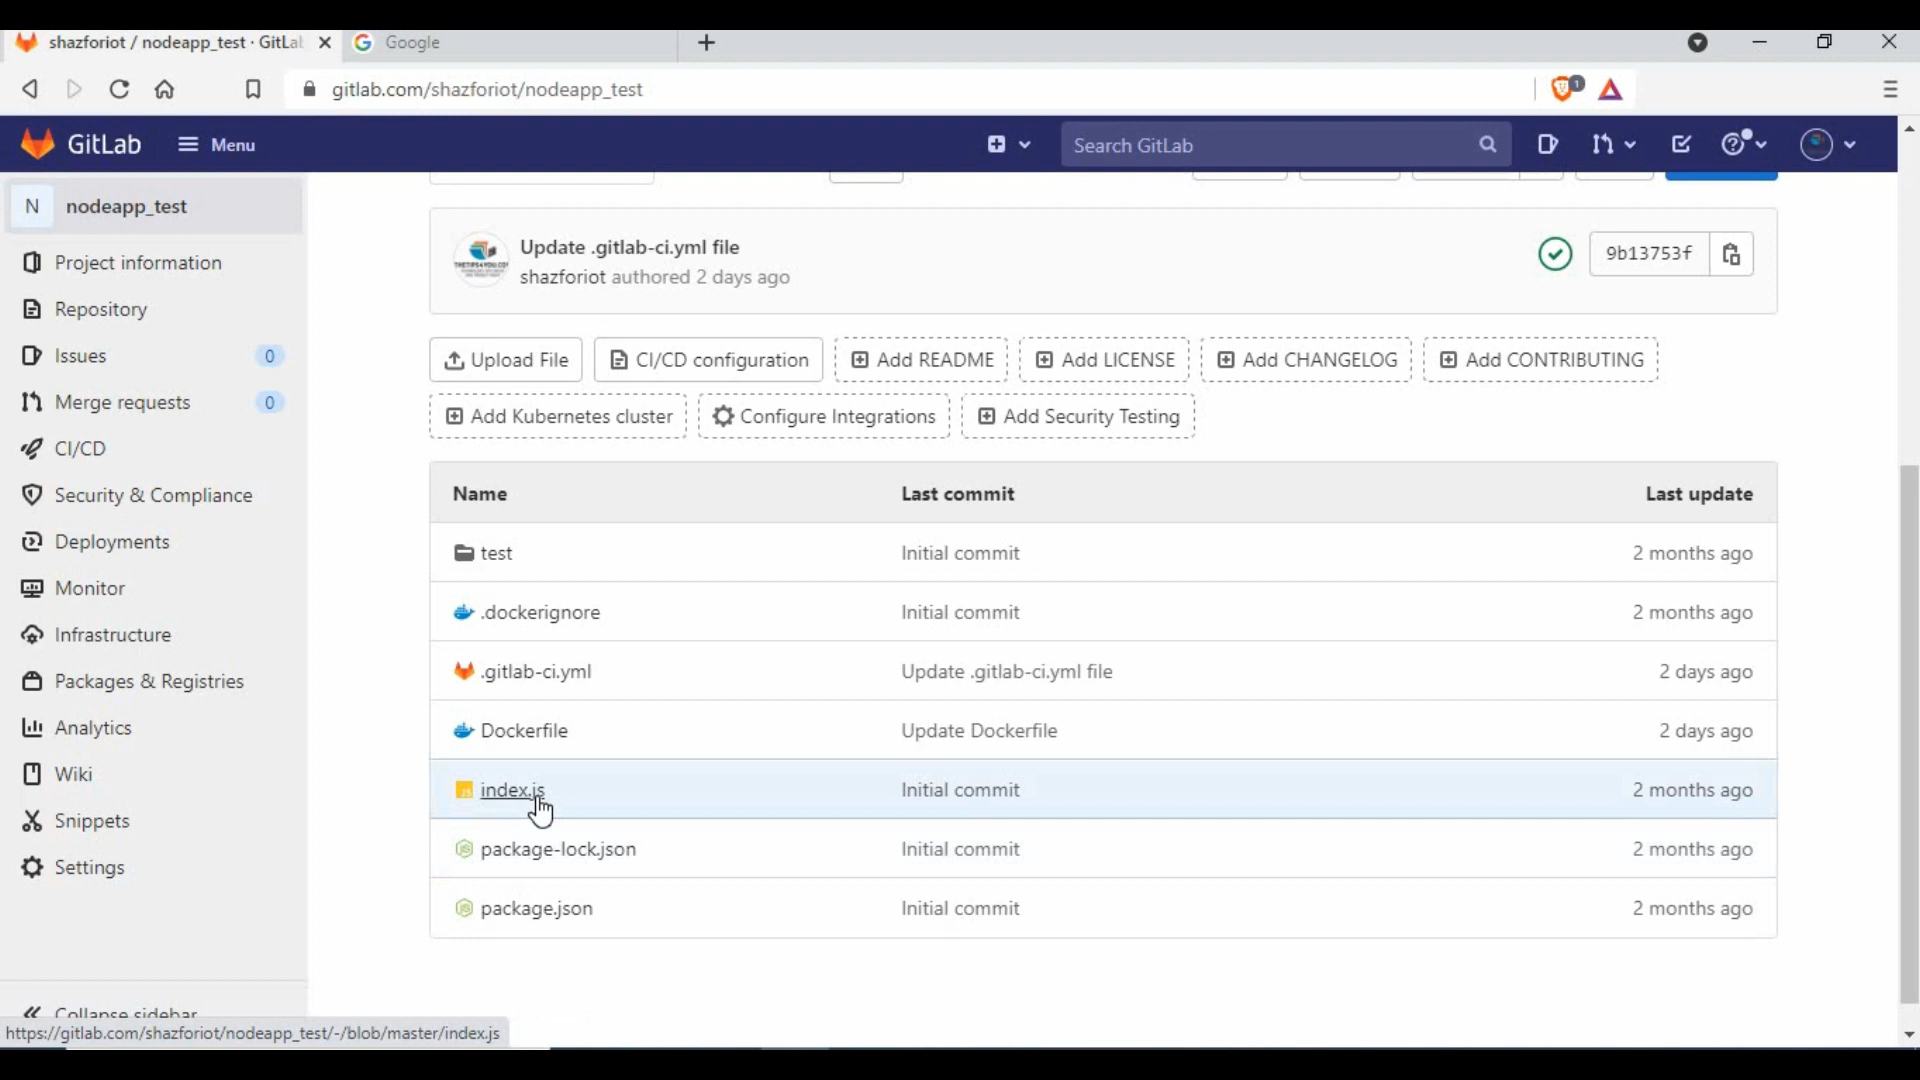 shazforiot / nodeapp_test · GitLab
Google
gitlab.com/shazforiot/nodeapp_test
1
GitLab
Menu
Search GitLab
N
nodeapp_test
Project information
Repository
Issues
0
Merge requests
0
CI/CD
Security & Compliance
Deployments
Monitor
Infrastructure
Packages & Registries
Analytics
Wiki
Snippets
Settings
Collapse sidebar
Update .gitlab-ci.yml file
shazforiot authored 2 days ago
9b13753f
Upload File
CI/CD configuration
Add README
Add LICENSE
Add CHANGELOG
Add CONTRIBUTING
Add Kubernetes cluster
Configure Integrations
Add Security Testing
Name Last commit Last update
test Initial commit 2 months ago
.dockerignore Initial commit 2 months ago
.gitlab-ci.yml Update .gitlab-ci.yml file 2 days ago
Dockerfile Update Dockerfile 2 days ago
index.js Initial commit 2 months ago
package-lock.json Initial commit 2 months ago
package.json Initial commit 2 months ago
https://gitlab.com/shazforiot/nodeapp_test/-/blob/master/index.js